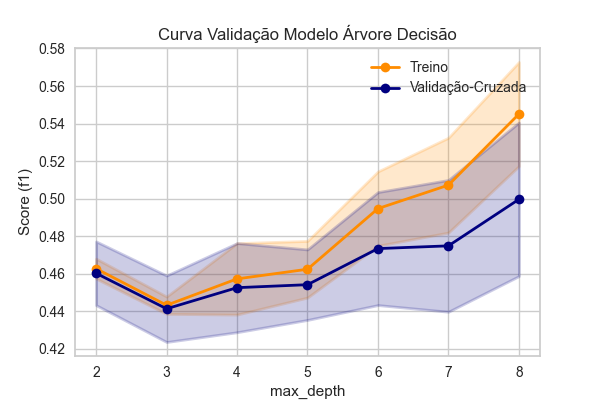 Curva Validação Modelo Árvore Decisão
0.58
0.56
0.54
0.52
0.50
0.48
0.46
0.44
0.42
Score (f1)
Treino
Validação-Cruzada
2 3 4 5 6 7 8
max_depth